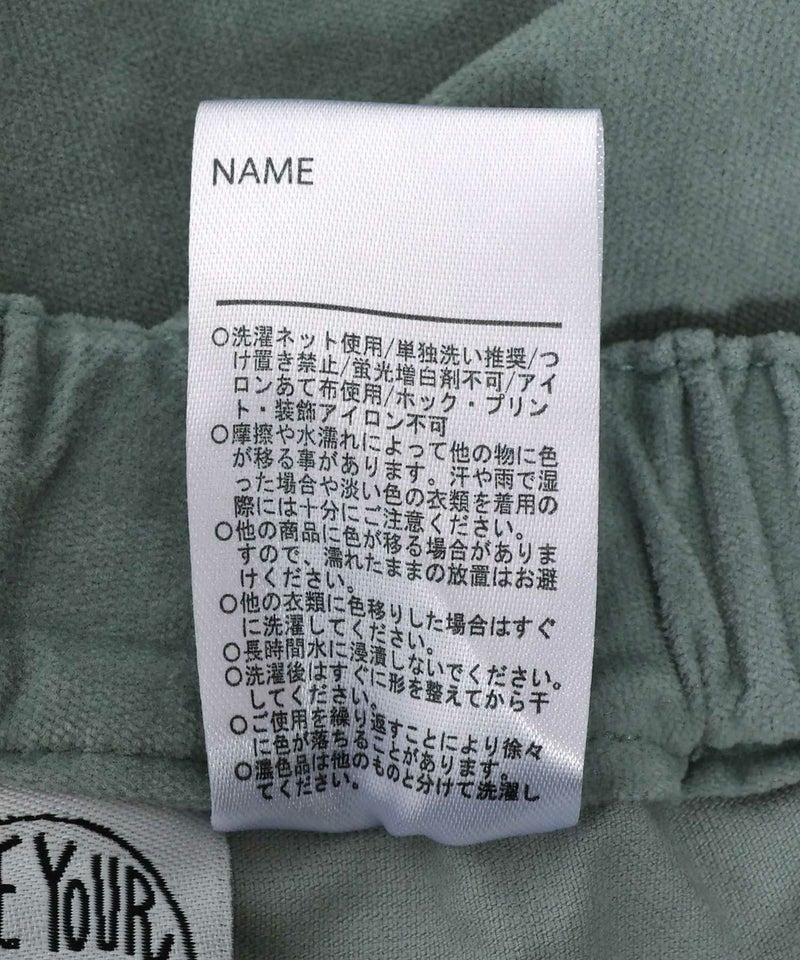 NAME
○洗濯ネット使用/単独洗い推奨/つ
け置き禁止/蛍光増白剤不可/アイ
ロンあて布使用/ホック・プリン
ト・装飾アイロン不可
○摩擦や水濡れによって他の物に色
が移る事があります。汗や雨で湿
った場合や淡い色の衣類を着用の
際には十分にご注意ください。
○他の商品に色が移る場合がありま
すので、濡れたままの放置はお避
けください。
○他の衣類に色移りした場合はすぐ
に洗濯してください。
○長時間水に浸漬しないでください。
○洗濯後はすぐに形を整えてから干
してください。
○ご使用を繰り返すことにより徐々
に色が落ちることがあります。
○濃色品は他のものと分けて洗濯し
てください。
E YOUR